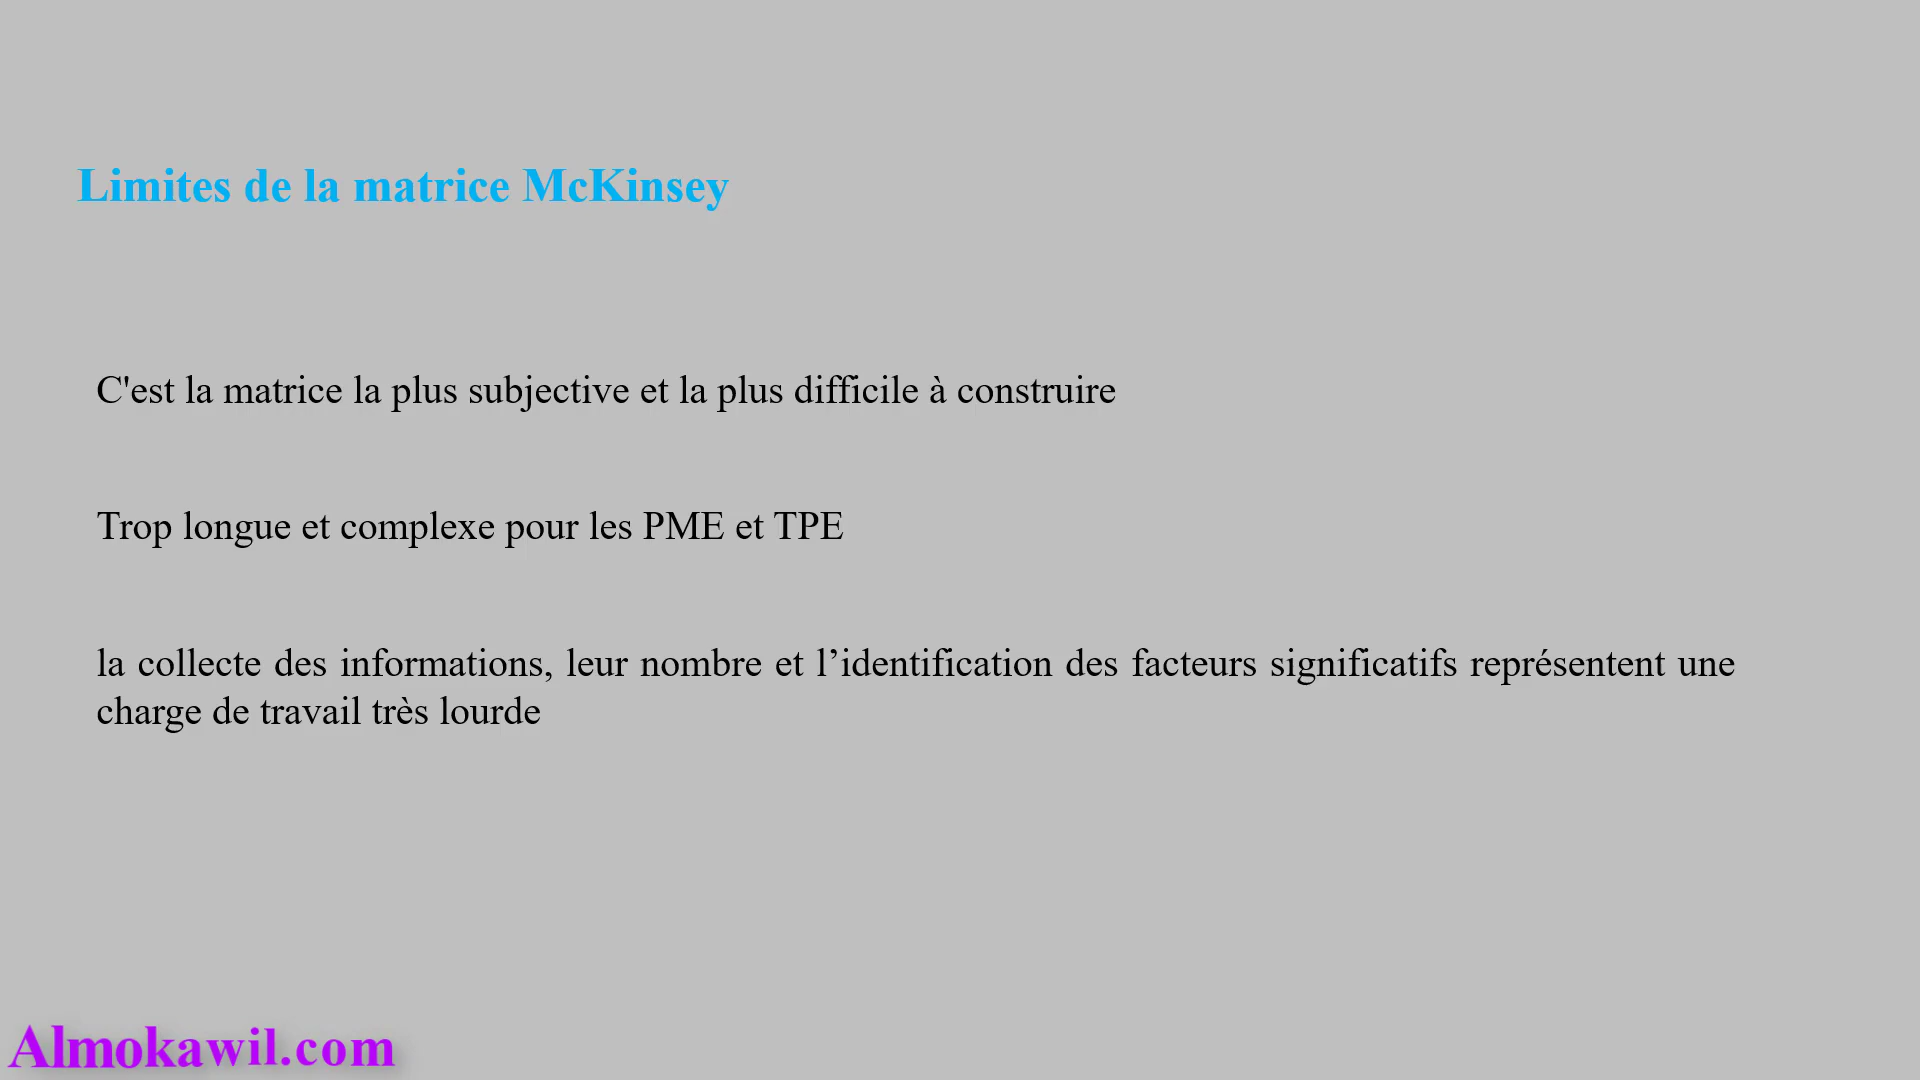 Limites de la matrice McKinsey
C'est la matrice la plus subjective et la plus difficile à construire
Trop longue et complexe pour les PME et TPE
la collecte des informations, leur nombre et l’identification des facteurs significatifs représentent une
charge de travail très lourde
Almokawil.com